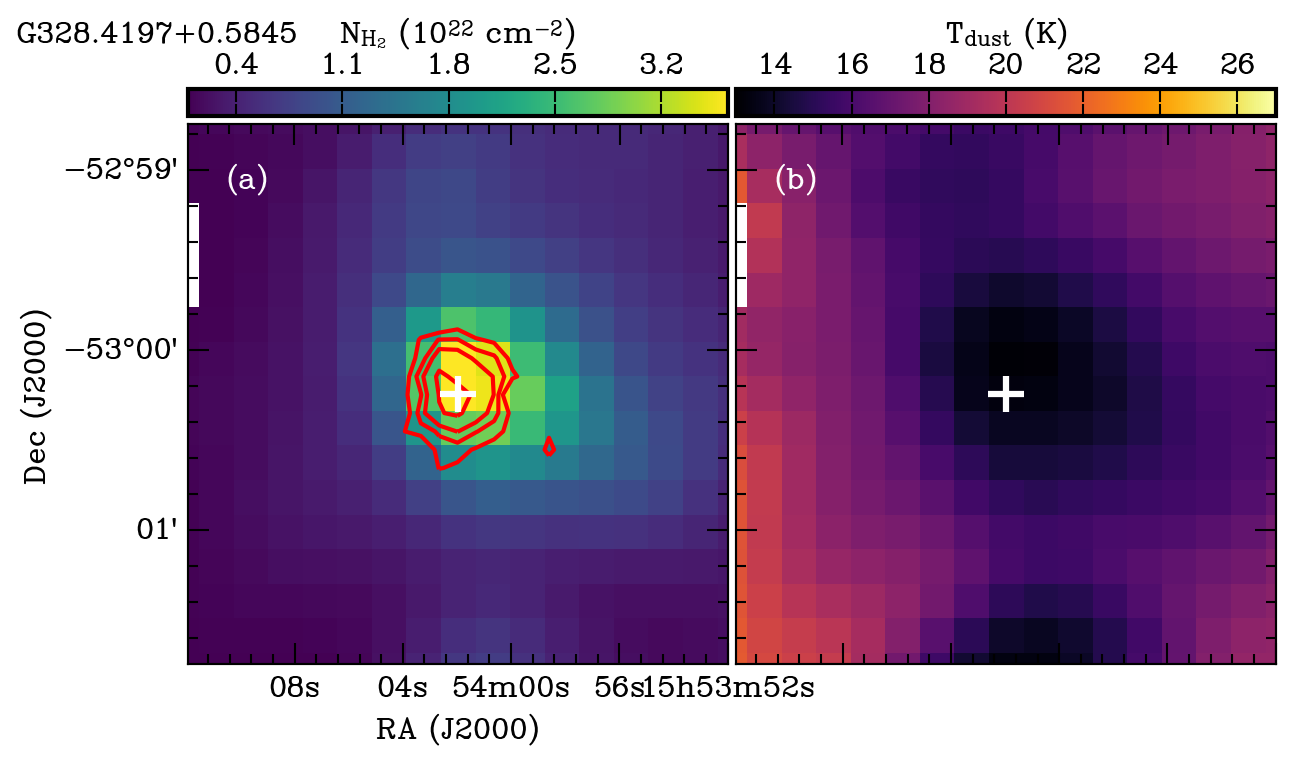 G328.4197+0.5845 N_H₂ (10²² cm⁻²) T_dust (K)
0.4 1.1 1.8 2.5 3.2 14 16 18 20 22 24 26
(a) (b)
−52°59'
−53°00'
01'
Dec (J2000)
08s 04s 54m00s 56s 15h53m52s
RA (J2000)